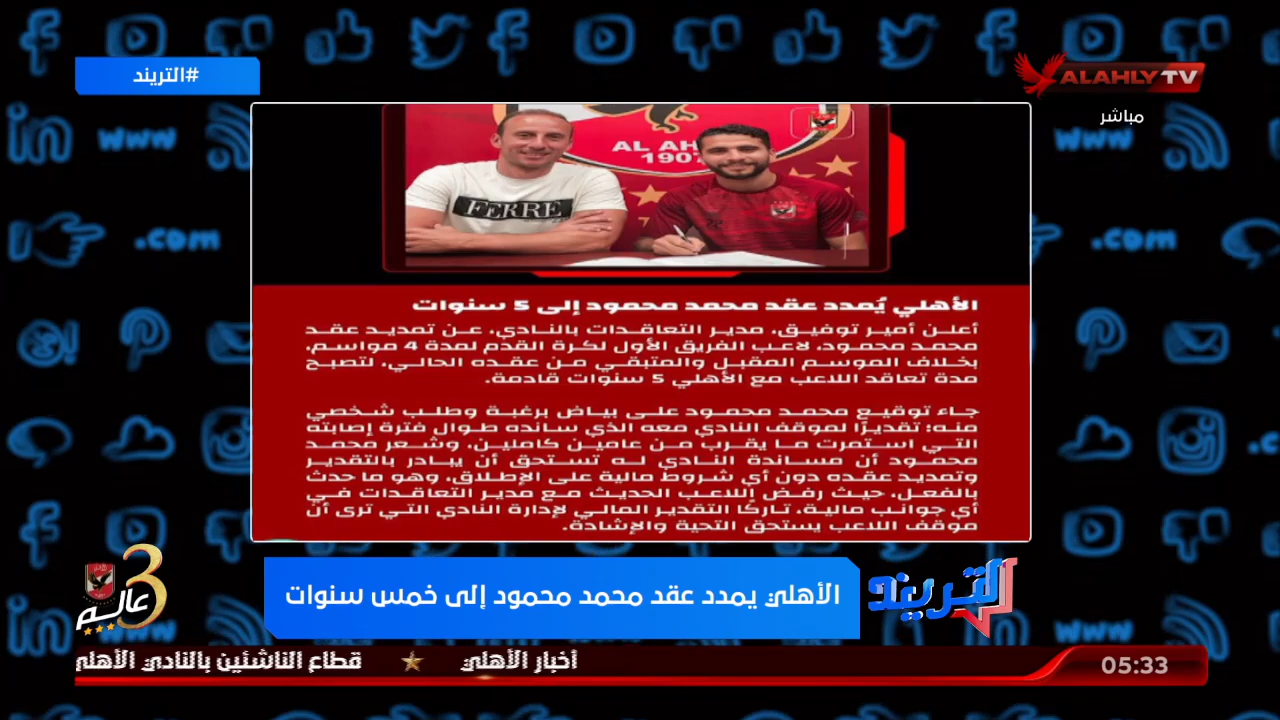 #التريند
ALAHLY TV
مباشر
www
www
.com
.com
AL AH
1907
FERRE
الأهلي يُمدد عقد محمد محمود إلى 5 سنوات
أعلن أمير توفيق، مدير التعاقدات بالنادي، عن تمديد عقد
محمد محمود، لاعب الفريق الأول لكرة القدم لمدة 4 مواسم،
بخلاف الموسم المقبل والمتبقي من عقده الحالي، لتصبح
مدة تعاقد اللاعب مع الأهلي 5 سنوات قادمة.
جاء توقيع محمد محمود على بياض برغبة وطلب شخصي
منه؛ تقديرًا لموقف النادي معه الذي سانده طوال فترة إصابته
التي استمرت ما يقرب من عامين كاملين، وشعر محمد
محمود أن مساندة النادي له تستحق أن يبادر بالتقدير
وتمديد عقده دون أي شروط مالية على الإطلاق، وهو ما حدث
بالفعل، حيث رفض اللاعب الحديث مع مدير التعاقدات في
أي جوانب مالية، تاركًا التقدير المالي لإدارة النادي التي ترى أن
موقف اللاعب يستحق التحية والإشادة.
التريند
الأهلي يمدد عقد محمد محمود إلى خمس سنوات
3 عالم
www
05:33
أخبار الأهلي
قطاع الناشئين بالنادي الأهلي